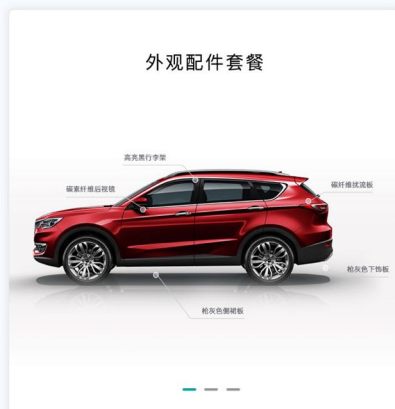 外观配件套餐
高亮黑行李架
碳素纤维后视镜
碳纤维扰流板
枪灰色下饰板
枪灰色侧裙板